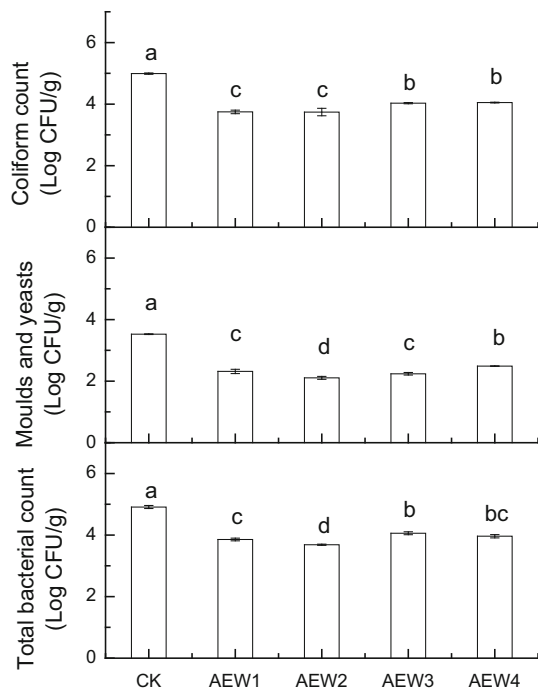 Coliform count
(Log CFU/g)
6
4
2
0
a
c
c
b
b
Moulds and yeasts
(Log CFU/g)
6
4
2
0
a
c
d
c
b
Total bacterial count
(Log CFU/g)
6
4
2
0
a
c
d
b
bc
CK AEW1 AEW2 AEW3 AEW4